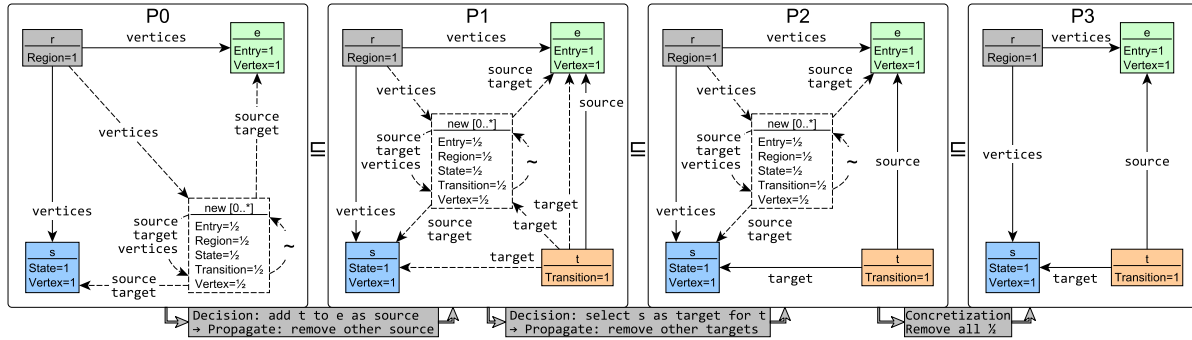 P0
r
Region=1
vertices
e
Entry=1
Vertex=1
source
target
vertices
vertices
new [0..*]
Entry=½
Region=½
State=½
Transition=½
Vertex=½
source
target
vertices
~
s
State=1
Vertex=1
source
target
⊑
P1
r
Region=1
vertices
e
Entry=1
Vertex=1
source
target
source
vertices
new [0..*]
Entry=½
Region=½
State=½
Transition=½
Vertex=½
source
target
vertices
~
vertices
source
target
target
target
target
s
State=1
Vertex=1
t
Transition=1
⊑
P2
r
Region=1
vertices
e
Entry=1
Vertex=1
source
target
vertices
new [0..*]
Entry=½
Region=½
State=½
Transition=½
Vertex=½
source
target
vertices
~
source
vertices
source
target
s
State=1
Vertex=1
target
t
Transition=1
⊑
P3
r
Region=1
vertices
e
Entry=1
Vertex=1
vertices
source
s
State=1
Vertex=1
target
t
Transition=1
Decision: add t to e as source
→ Propagate: remove other source
Decision: select s as target for t
→ Propagate: remove other targets
Concretization
Remove all ½